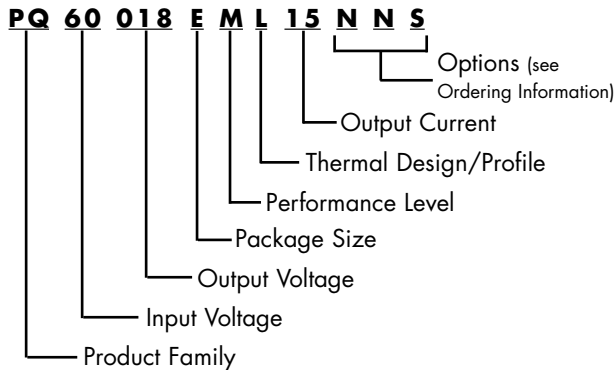 PQ 60 018 E M L 15 N N S
Options (see
Ordering Information)
Output Current
Thermal Design/Profile
Performance Level
Package Size
Output Voltage
Input Voltage
Product Family